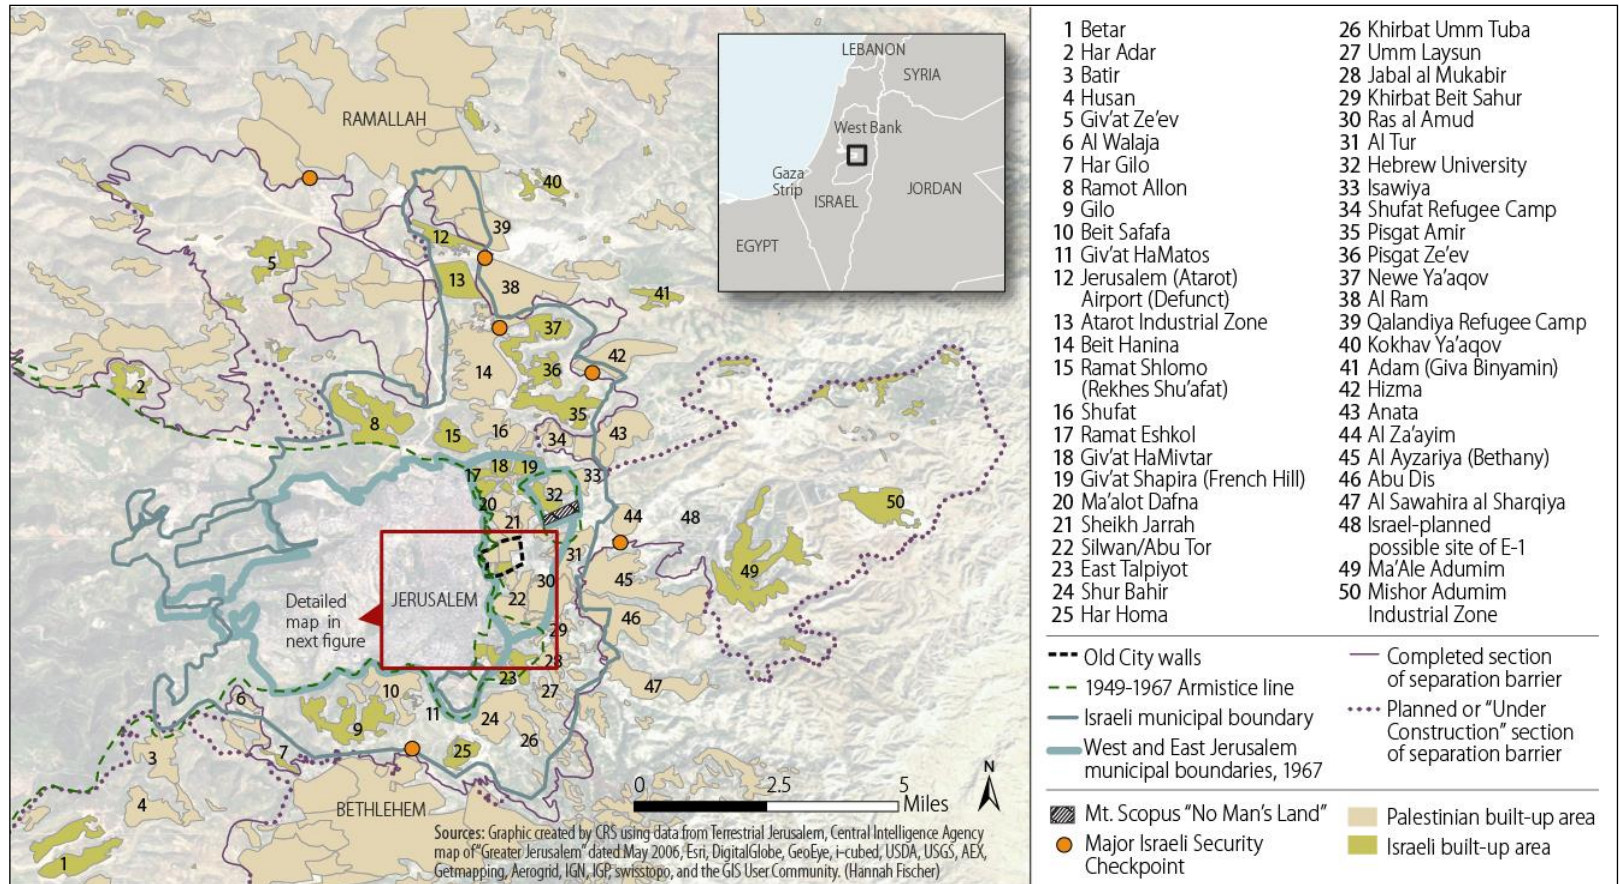 RAMALLAH
40
39
12
5
13
38
41
37
42
14
36
2
35
8
15
16
34
43
17
18
19
33
32
50
20
21
44
48
31
49
45
30
Detailed
map in
next figure
JERUSALEM
22
46
29
28
23
27
47
10
6
11
24
9
26
3
7
25
4
BETHLEHEM
1
LEBANON
SYRIA
West Bank
Gaza
Strip
ISRAEL
JORDAN
EGYPT
N
0 2.5 5
Miles
Sources: Graphic created by CRS using data from Terrestrial Jerusalem, Central Intelligence Agency
map of "Greater Jerusalem" dated May 2006, Esri, DigitalGlobe, GeoEye, i-cubed, USDA, USGS, AEX,
Getmapping, Aerogrid, IGN, IGP, swisstopo, and the GIS User Community. (Hannah Fischer)
1 Betar
2 Har Adar
3 Batir
4 Husan
5 Giv'at Ze'ev
6 Al Walaja
7 Har Gilo
8 Ramot Allon
9 Gilo
10 Beit Safafa
11 Giv'at HaMatos
12 Jerusalem (Atarot)
Airport (Defunct)
13 Atarot Industrial Zone
14 Beit Hanina
15 Ramat Shlomo
(Rekhes Shu'afat)
16 Shufat
17 Ramat Eshkol
18 Giv'at HaMivtar
19 Giv'at Shapira (French Hill)
20 Ma'alot Dafna
21 Sheikh Jarrah
22 Silwan/Abu Tor
23 East Talpiyot
24 Shur Bahir
25 Har Homa
26 Khirbat Umm Tuba
27 Umm Laysun
28 Jabal al Mukabir
29 Khirbat Beit Sahur
30 Ras al Amud
31 Al Tur
32 Hebrew University
33 Isawiya
34 Shufat Refugee Camp
35 Pisgat Amir
36 Pisgat Ze'ev
37 Newe Ya'aqov
38 Al Ram
39 Qalandiya Refugee Camp
40 Kokhav Ya'aqov
41 Adam (Giva Binyamin)
42 Hizma
43 Anata
44 Al Za'ayim
45 Al Ayzariya (Bethany)
46 Abu Dis
47 Al Sawahira al Sharqiya
48 Israel-planned
possible site of E-1
49 Ma'Ale Adumim
50 Mishor Adumim
Industrial Zone
Old City walls
1949-1967 Armistice line
Israeli municipal boundary
West and East Jerusalem
municipal boundaries, 1967
Completed section
of separation barrier
Planned or "Under
Construction" section
of separation barrier
Mt. Scopus "No Man's Land"
Major Israeli Security
Checkpoint
Palestinian built-up area
Israeli built-up area